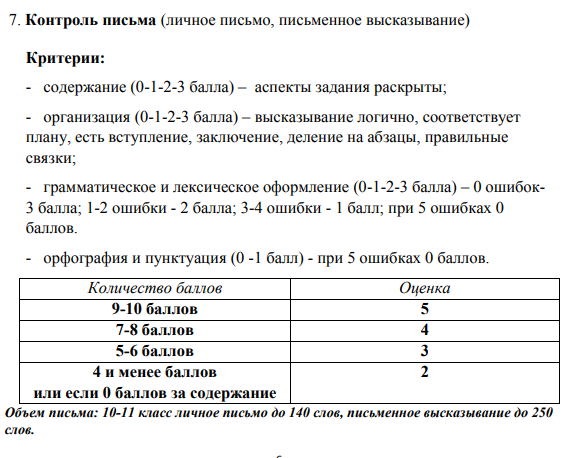 7. Контроль письма (личное письмо, письменное высказывание)
Критерии:
- содержание (0-1-2-3 балла) – аспекты задания раскрыты;
- организация (0-1-2-3 балла) – высказывание логично, соответствует
плану, есть вступление, заключение, деление на абзацы, правильные
связки;
- грамматическое и лексическое оформление (0-1-2-3 балла) – 0 ошибок-
3 балла; 1-2 ошибки - 2 балла; 3-4 ошибки - 1 балл; при 5 ошибках 0
баллов.
- орфография и пунктуация (0 -1 балл) - при 5 ошибках 0 баллов.
Количество баллов Оценка
9-10 баллов 5
7-8 баллов 4
5-6 баллов 3
4 и менее баллов 2
или если 0 баллов за содержание
Объем письма: 10-11 класс личное письмо до 140 слов, письменное высказывание до 250
слов.